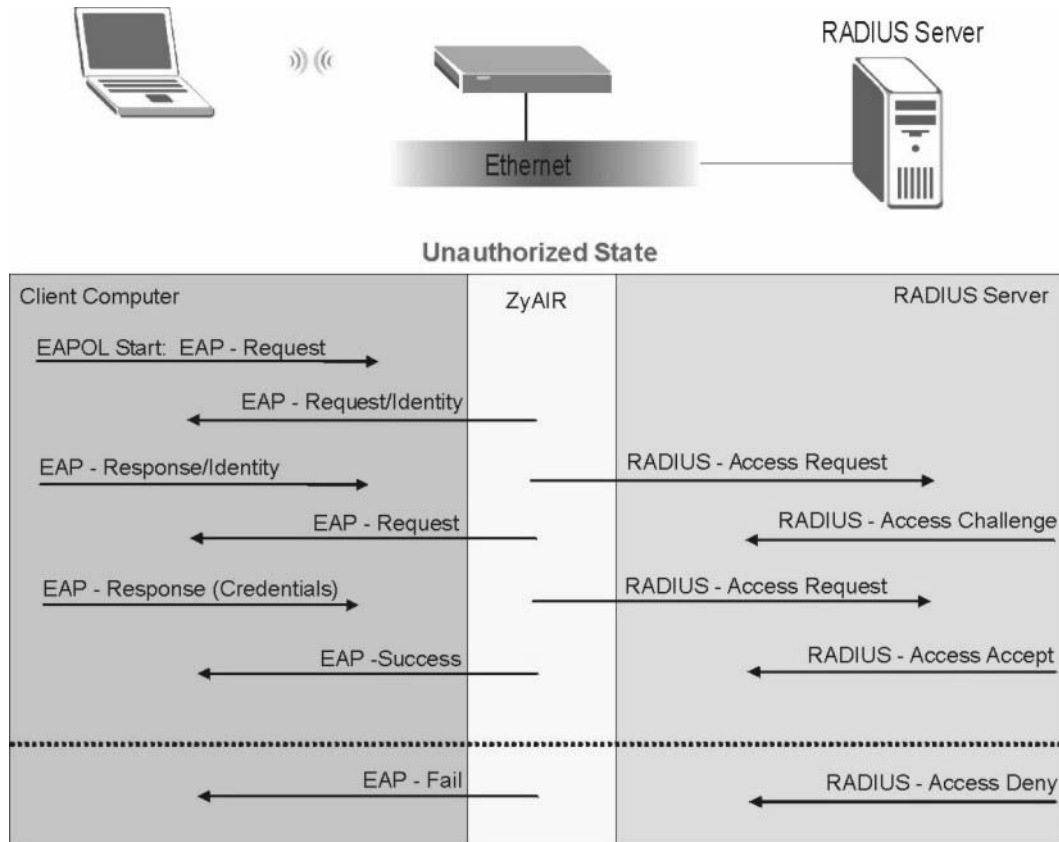 RADIUS Server
Ethernet
Unauthorized State
Client Computer
ZyAIR
RADIUS Server
EAPOL Start: EAP - Request
EAP - Request/Identity
EAP - Response/Identity
RADIUS - Access Request
EAP - Request
RADIUS - Access Challenge
EAP - Response (Credentials)
RADIUS - Access Request
EAP -Success
RADIUS - Access Accept
EAP - Fail
RADIUS - Access Deny